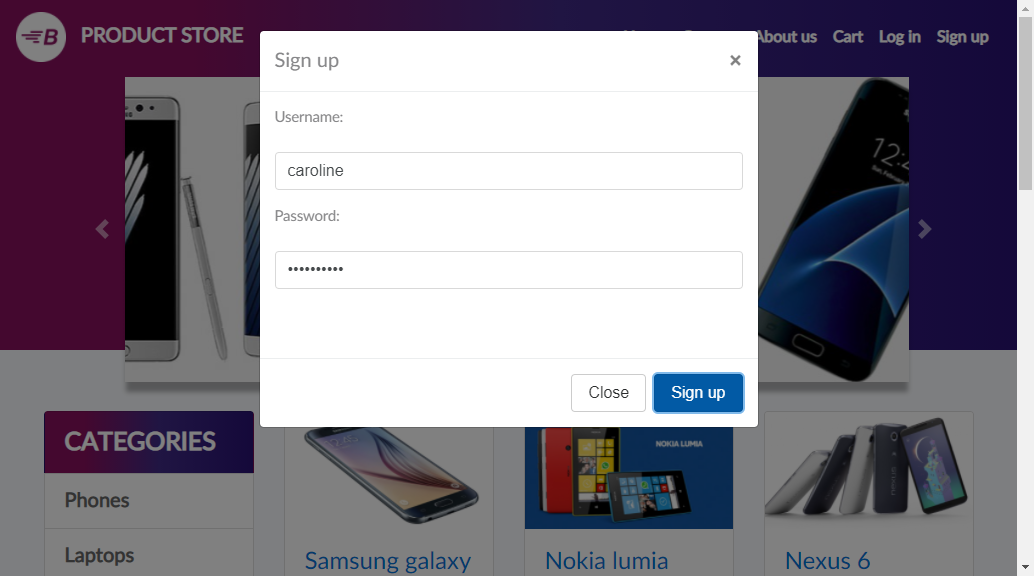 B PRODUCT STORE
About us Cart Log in Sign up
Sign up ×
Username:
caroline
Password:
••••••••••
Close Sign up
CATEGORIES
Phones
Laptops
12:
NOKIA LUMIA
Samsung galaxy
Nokia lumia
Nexus 6